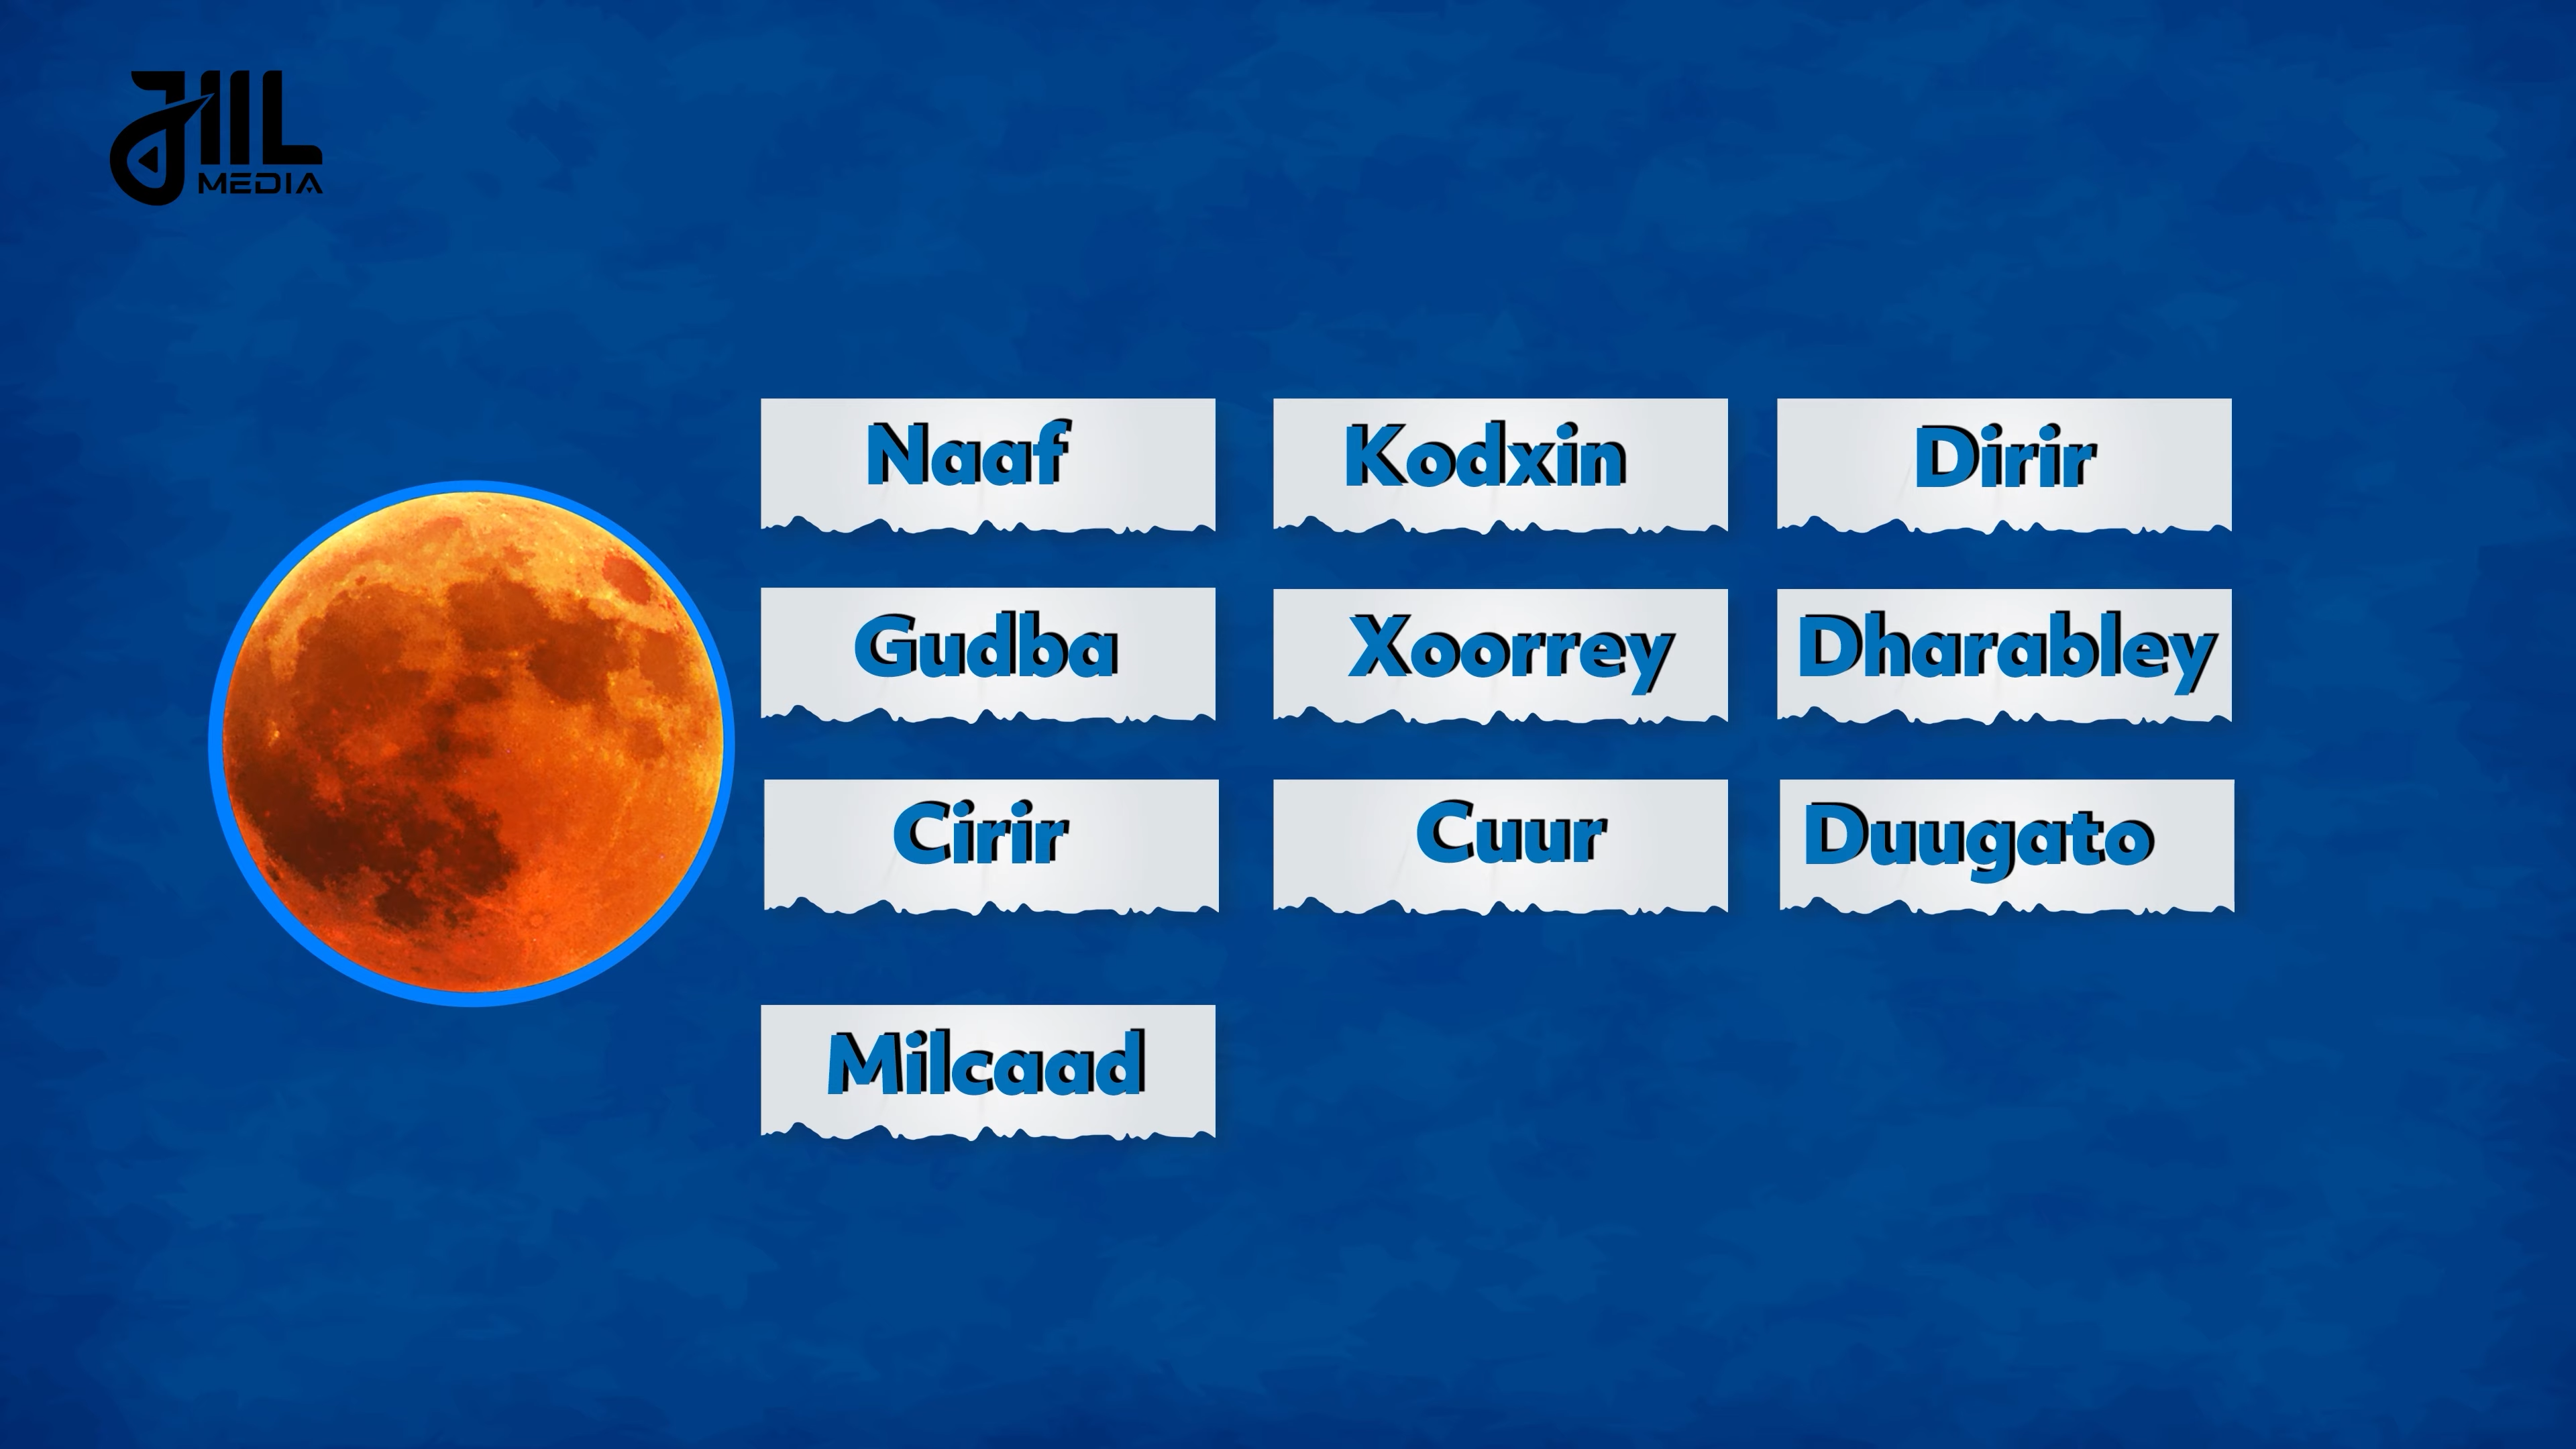 JIIL
MEDIA
Naaf
Kodxin
Dirir
Gudba
Xoorrey
Dharabley
Cirir
Cuur
Duugato
Milcaad